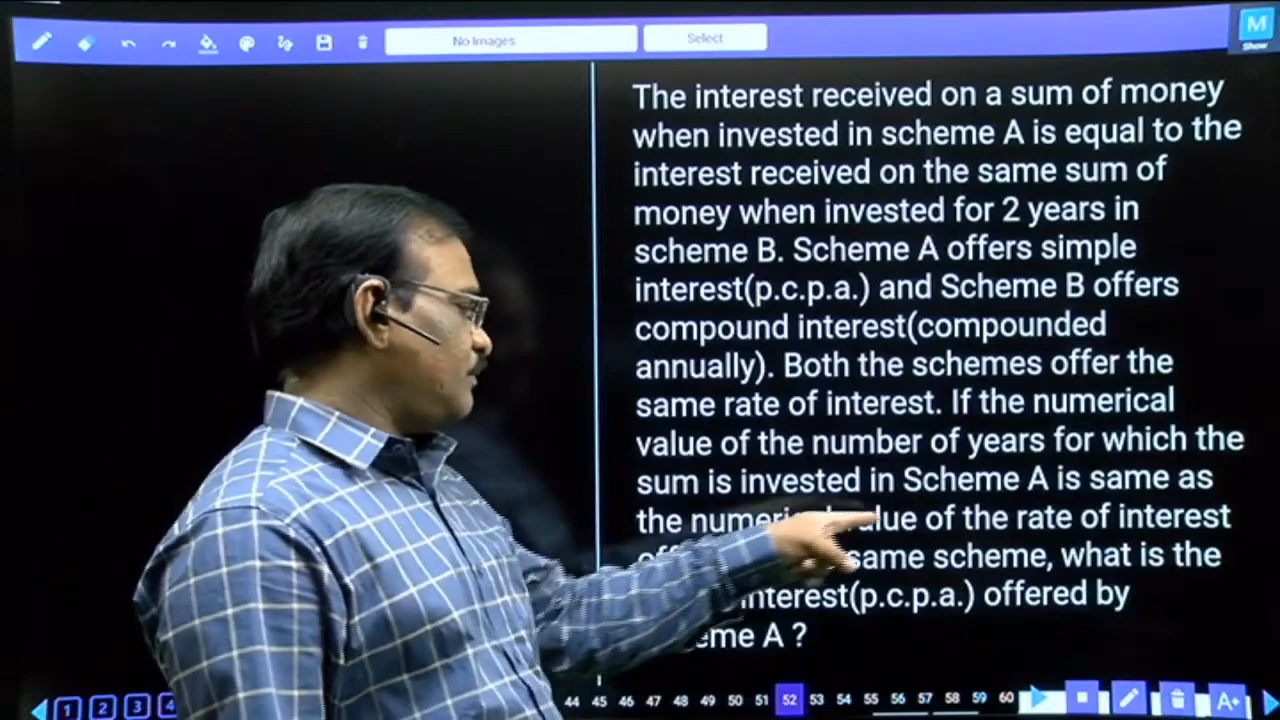 No Images
Select
M
Show
The interest received on a sum of money
when invested in scheme A is equal to the
interest received on the same sum of
money when invested for 2 years in
scheme B. Scheme A offers simple
interest(p.c.p.a.) and Scheme B offers
compound interest(compounded
annually). Both the schemes offer the
same rate of interest. If the numerical
value of the number of years for which the
sum is invested in Scheme A is same as
the value of the rate of interest
same scheme, what is the
interest(p.c.p.a.) offered by
A ?
1 2 3 4 44 45 46 47 48 49 50 51 52 53 54 55 56 57 58 59 60 A+